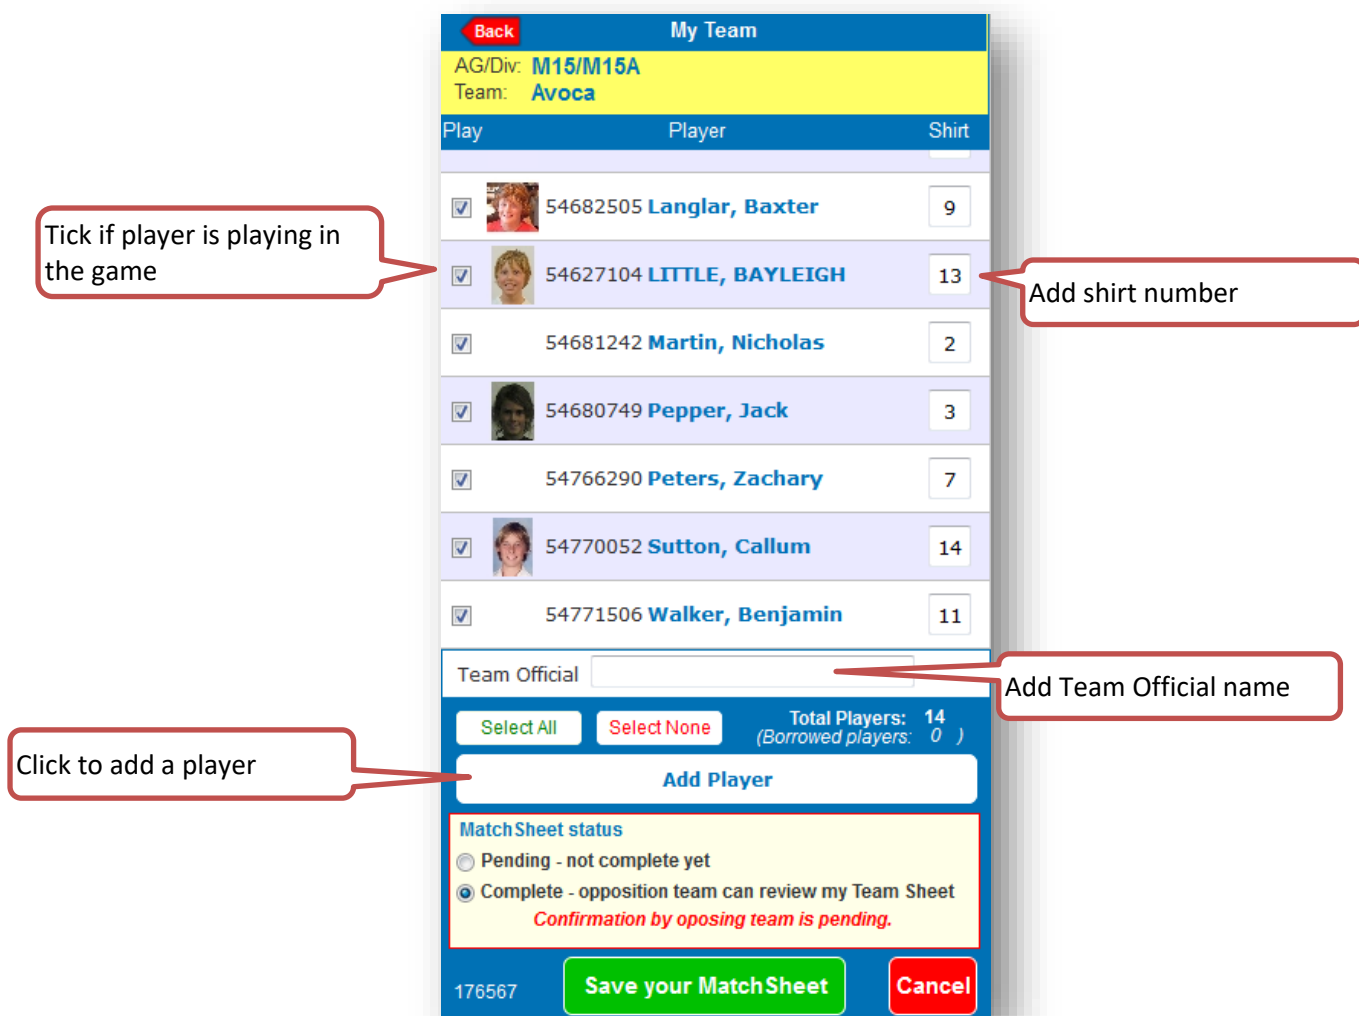 Back My Team
AG/Div: M15/M15A
Team: Avoca
Play Player Shirt
54682505 Langlar, Baxter 9
Tick if player is playing in
the game
54627104 LITTLE, BAYLEIGH 13
Add shirt number
54681242 Martin, Nicholas 2
54680749 Pepper, Jack 3
54766290 Peters, Zachary 7
54770052 Sutton, Callum 14
54771506 Walker, Benjamin 11
Team Official
Add Team Official name
Select All Select None Total Players: 14
(Borrowed players: 0 )
Click to add a player
Add Player
MatchSheet status
Pending - not complete yet
Complete - opposition team can review my Team Sheet
Confirmation by oposing team is pending.
176567 Save your MatchSheet Cancel